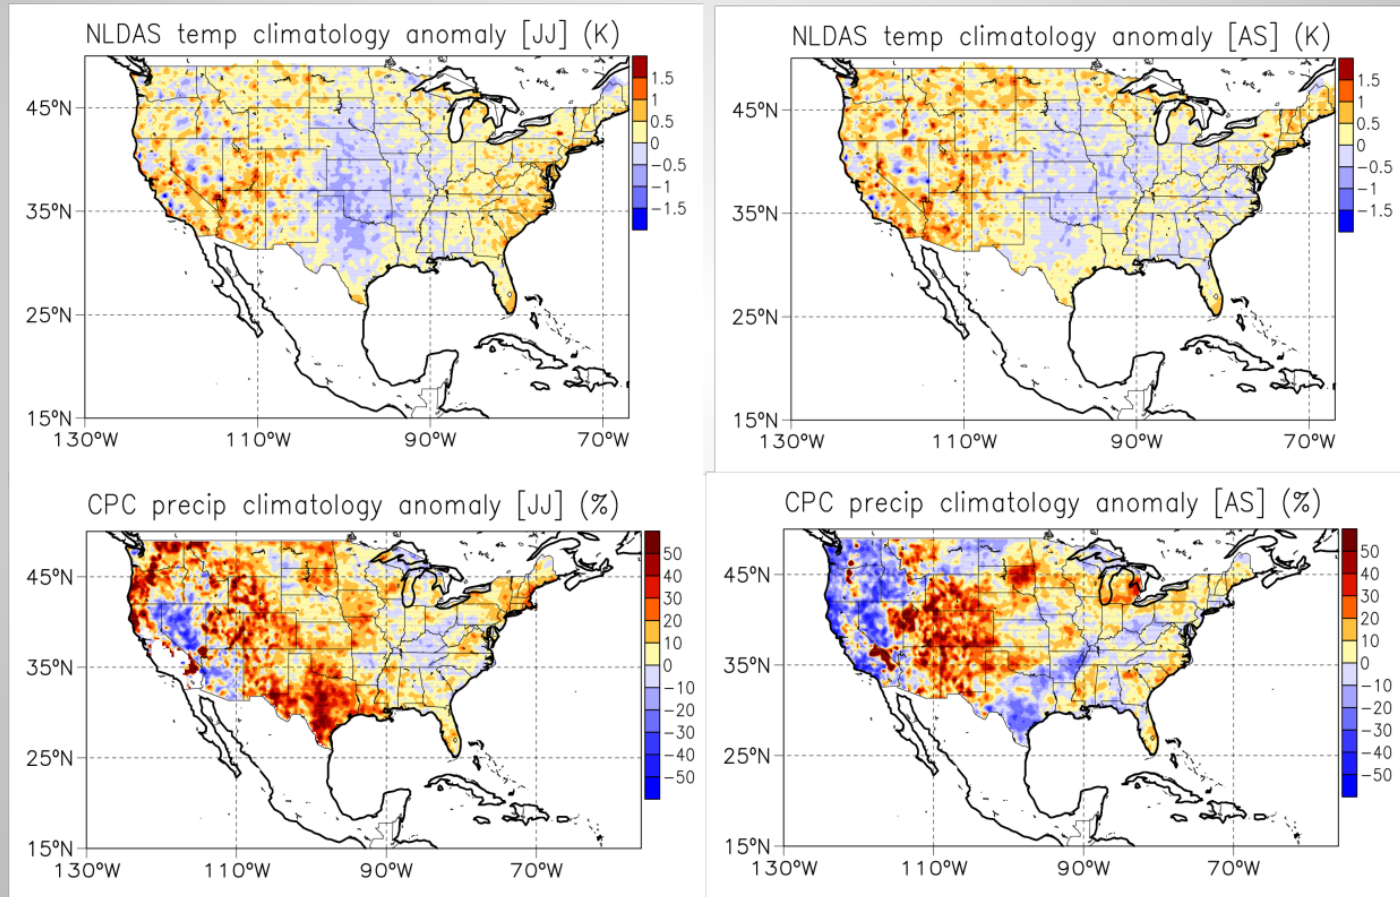 NLDAS temp climatology anomaly [JJ] (K)
45°N
35°N
25°N
15°N
130°W 110°W 90°W 70°W
1.5
1
0.5
0
−0.5
−1
−1.5
NLDAS temp climatology anomaly [AS] (K)
45°N
35°N
25°N
15°N
130°W 110°W 90°W 70°W
1.5
1
0.5
0
−0.5
−1
−1.5
CPC precip climatology anomaly [JJ] (%)
45°N
35°N
25°N
15°N
130°W 110°W 90°W 70°W
50
40
30
20
10
0
−10
−20
−30
−40
−50
CPC precip climatology anomaly [AS] (%)
45°N
35°N
25°N
15°N
130°W 110°W 90°W 70°W
50
40
30
20
10
0
−10
−20
−30
−40
−50